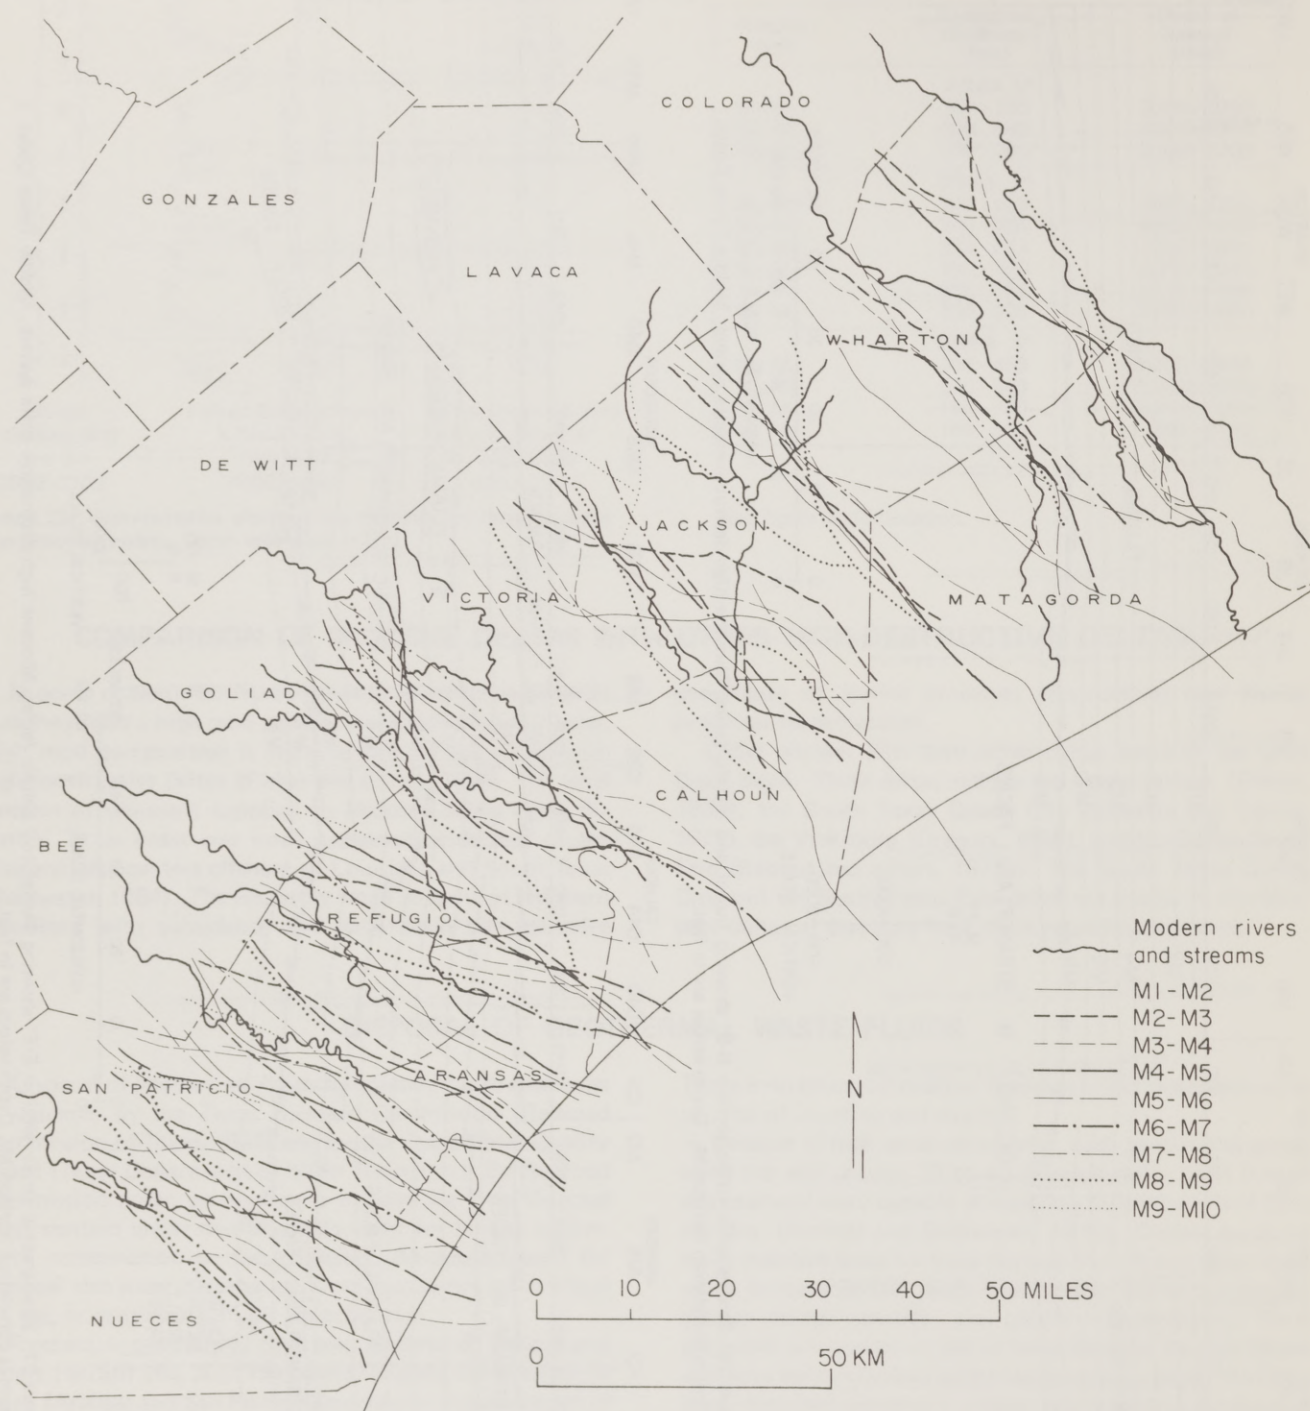 COLORADO
GONZALES
LAVACA
WHARTON
DE WITT
JACKSON
VICTORIA
MATAGORDA
GOLIAD
CALHOUN
BEE
REFUGIO
Modern rivers
and streams
M1-M2
M2-M3
M3-M4
M4-M5
M5-M6
M6-M7
M7-M8
M8-M9
M9-M10
N
ARANSAS
SAN PATRICIO
NUECES
0 10 20 30 40 50 MILES
0 50 KM